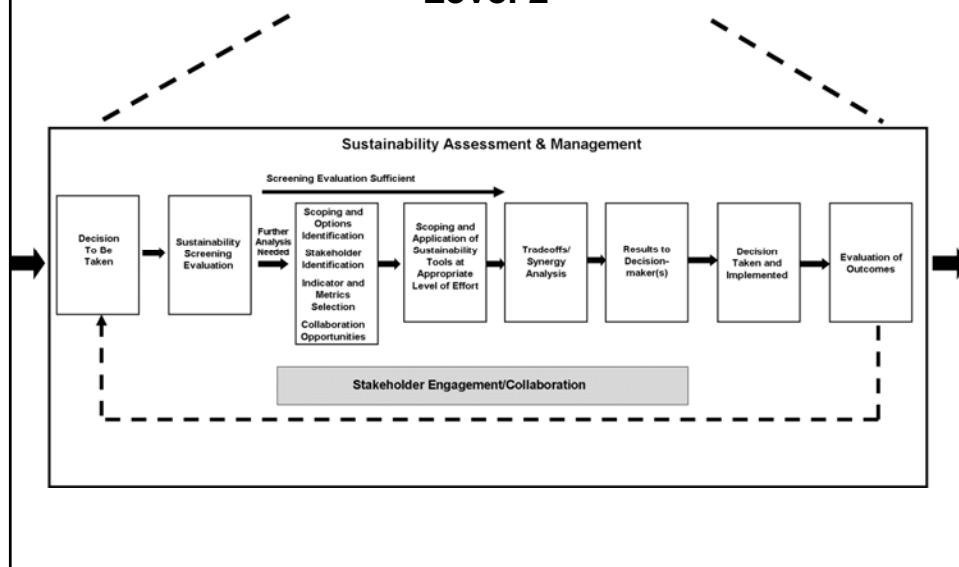 Level 2
Sustainability Assessment & Management
Screening Evaluation Sufficient
Decision
To Be
Taken
Sustainability
Screening
Evaluation
Further
Analysis
Needed
Scoping and
Options
Identification
Stakeholder
Identification
Indicator and
Metrics
Selection
Collaboration
Opportunities
Scoping and
Application of
Sustainability
Tools at
Appropriate
Level of Effort
Tradeoffs/
Synergy
Analysis
Results to
Decision-
maker(s)
Decision
Taken and
Implemented
Evaluation of
Outcomes
Stakeholder Engagement/Collaboration